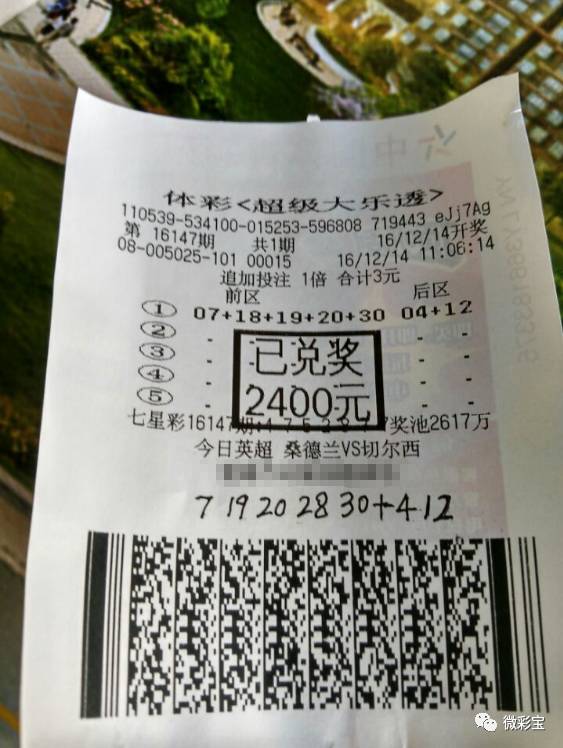 体彩<超级大乐透>
110539-534100-015253-596808 719443 eJj7Ag
第 16147期 共1期 16/12/14开奖
08-005025-101 00015 16/12/14 11:06:14
追加投注 1倍 合计3元
前区 后区
① 07+18+19+20+30 04+12
② - - - -
③ - - - -
④ - - - -
⑤ - - - -
已兑奖
2400元
七星彩16147期:4 7 5 2 奖池2617万
今日英超 桑德兰VS切尔西
7 19 20 28 30+4 12
微彩宝